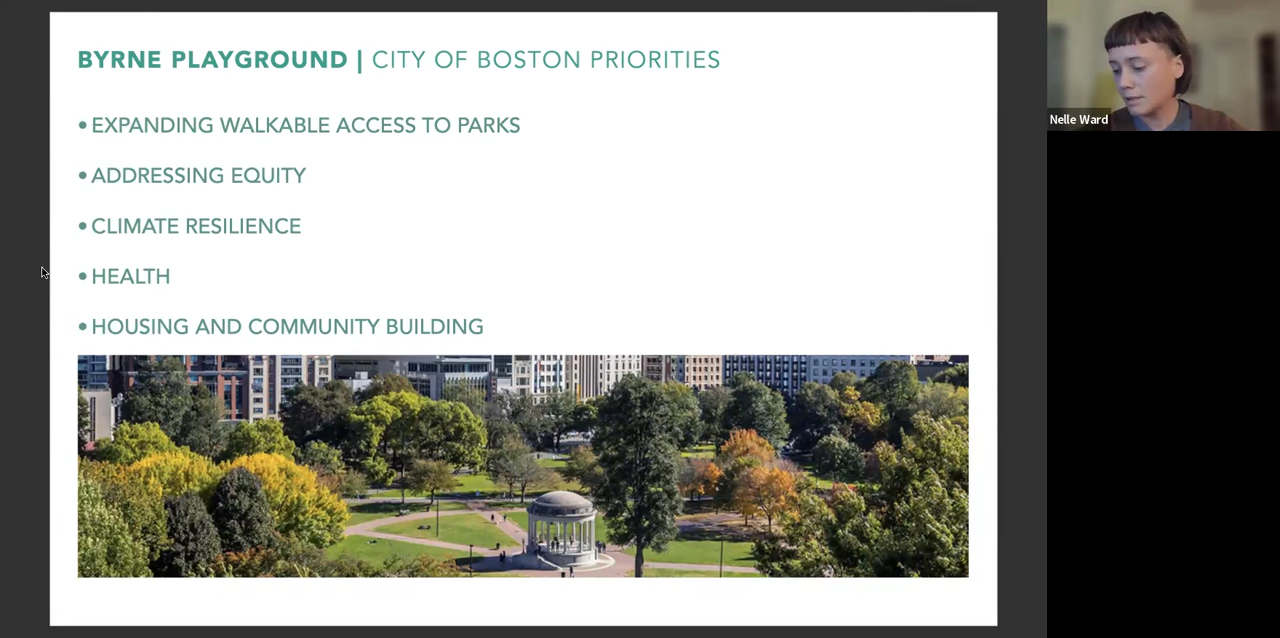 BYRNE PLAYGROUND | CITY OF BOSTON PRIORITIES
• EXPANDING WALKABLE ACCESS TO PARKS
• ADDRESSING EQUITY
• CLIMATE RESILIENCE
• HEALTH
• HOUSING AND COMMUNITY BUILDING
Nelle Ward